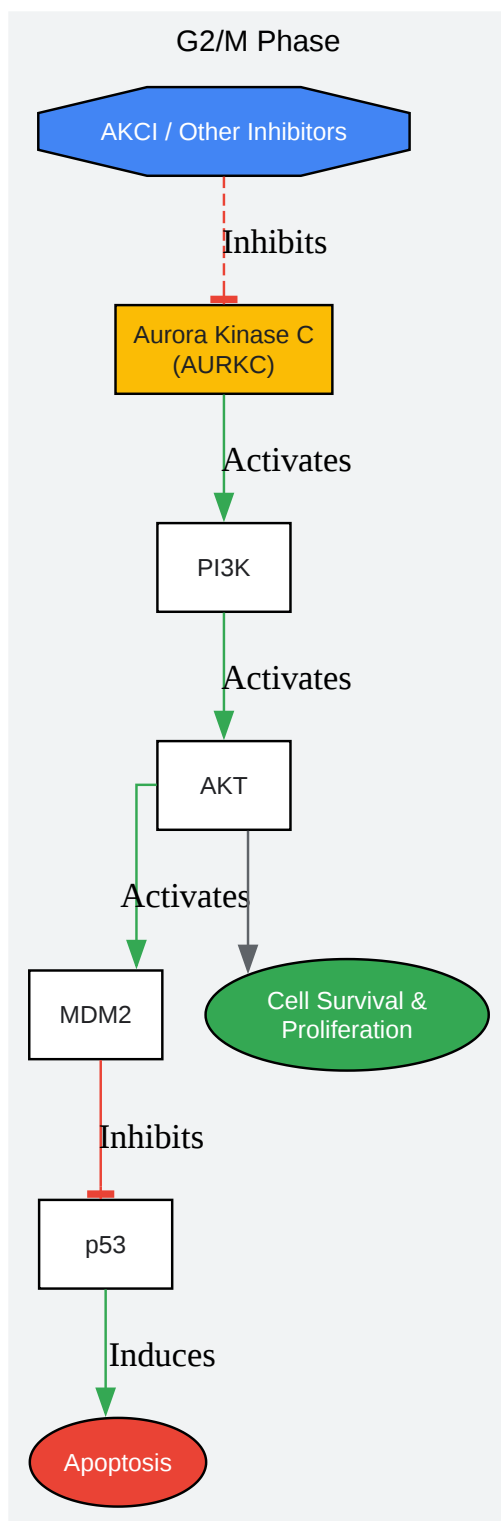 G2/M Phase
AKCI / Other Inhibitors
Inhibits
Aurora Kinase C
(AURKC)
Activates
PI3K
Activates
AKT
Activates
MDM2
Cell Survival &
Proliferation
Inhibits
p53
Induces
Apoptosis